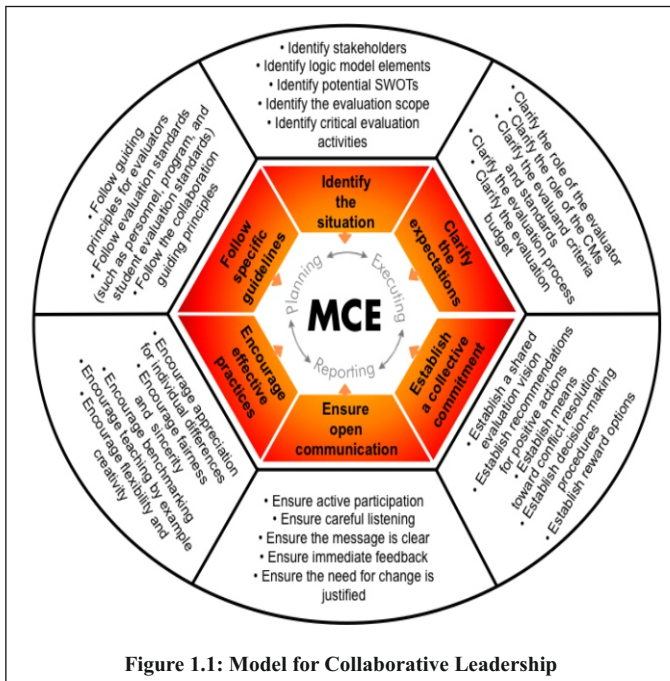 • Identify stakeholders
• Identify logic model elements
• Identify potential SWOTs
• Identify the evaluation scope
• Identify critical evaluation
activities
• Clarify the role of the evaluator
• Clarify the role of the CMs
• Clarify the evaluand criteria
and standards
• Clarify the evaluation process
• Clarify the evaluation
budget
• Establish a shared
evaluation vision
• Establish recommendations
for positive actions
• Establish means
toward conflict resolution
• Establish decision-making
procedures
• Establish reward options
• Ensure active participation
• Ensure careful listening
• Ensure the message is clear
• Ensure immediate feedback
• Ensure the need for change is
justified
• Encourage appreciation
for individual differences
• Encourage fairness
and sincerity
• Encourage benchmarking
• Encourage teaching by example
• Encourage flexibility and
creativity
• Follow guiding
principles for evaluators
• Follow evaluation standards
(such as personnel, program, and
student evaluation standards)
• Follow the collaboration
guiding principles
Identify
the
situation
Clarify
the
expectations
Establish
a collective
commitment
Ensure
open
communication
Encourage
effective
practices
Follow
specific
guidelines
Planning
Executing
Reporting
MCE
Figure 1.1: Model for Collaborative Leadership